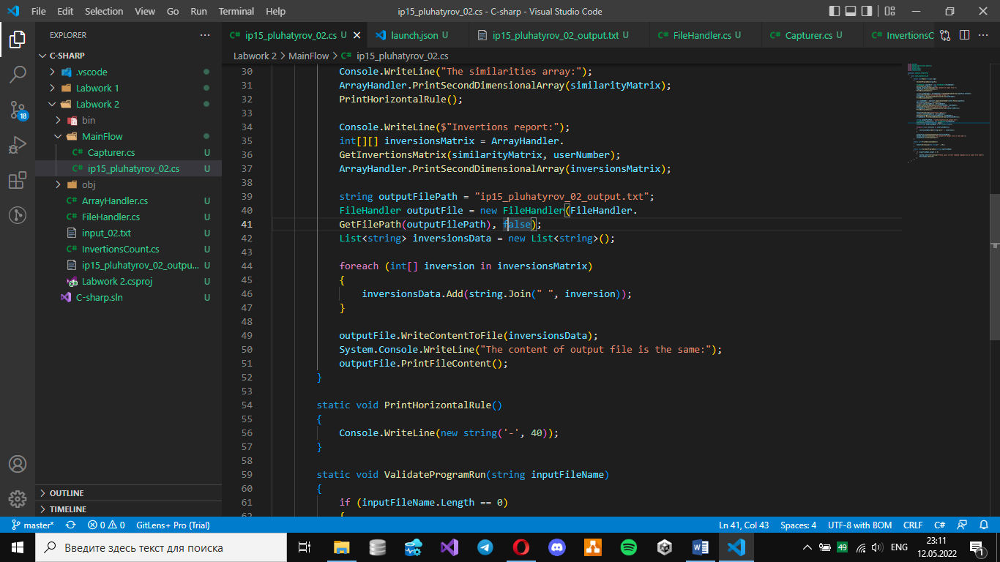 File Edit Selection View Go Run Terminal Help
ip15_pluhatyrov_02.cs - C-sharp - Visual Studio Code
EXPLORER
C-SHARP
.vscode
Labwork 1
Labwork 2
bin
MainFlow
Capturer.cs U
ip15_pluhatyrov_02.cs U
obj
ArrayHandler.cs U
FileHandler.cs U
input_02.txt U
InvertionsCount.cs U
ip15_pluhatyrov_02_outpu... U
Labwork 2.csproj U
C-sharp.sln U
OUTLINE
TIMELINE
18
ip15_pluhatyrov_02.cs U launch.json U ip15_pluhatyrov_02_output.txt U FileHandler.cs U Capturer.cs U InvertionsC
Labwork 2 > MainFlow > ip15_pluhatyrov_02.cs
30 Console.WriteLine("The similarities array:");
31 ArrayHandler.PrintSecondDimensionalArray(similarityMatrix);
32 PrintHorizontalRule();
33
34 Console.WriteLine($"Invertions report:");
35 int[][] inversionsMatrix = ArrayHandler.
36 GetInvertionsMatrix(similarityMatrix, userNumber);
37 ArrayHandler.PrintSecondDimensionalArray(inversionsMatrix);
38
39 string outputFilePath = "ip15_pluhatyrov_02_output.txt";
40 FileHandler outputFile = new FileHandler(FileHandler.
41 GetFilePath(outputFilePath), false);
42 List<string> inversionsData = new List<string>();
43
44 foreach (int[] inversion in inversionsMatrix)
45 {
46 inversionsData.Add(string.Join(" ", inversion));
47 }
48
49 outputFile.WriteContentToFile(inversionsData);
50 System.Console.WriteLine("The content of output file is the same:");
51 outputFile.PrintFileContent();
52 }
53
54 static void PrintHorizontalRule()
55 {
56 Console.WriteLine(new string('-', 40));
57 }
58
59 static void ValidateProgramRun(string inputFileName)
60 {
61 if (inputFileName.Length == 0)
62 {
master* 0 0 GitLens+ Pro (Trial) Ln 41, Col 43 Spaces: 4 UTF-8 with BOM CRLF C#
Введите здесь текст для поиска
49 ENG
23:11
12.05.2022
1